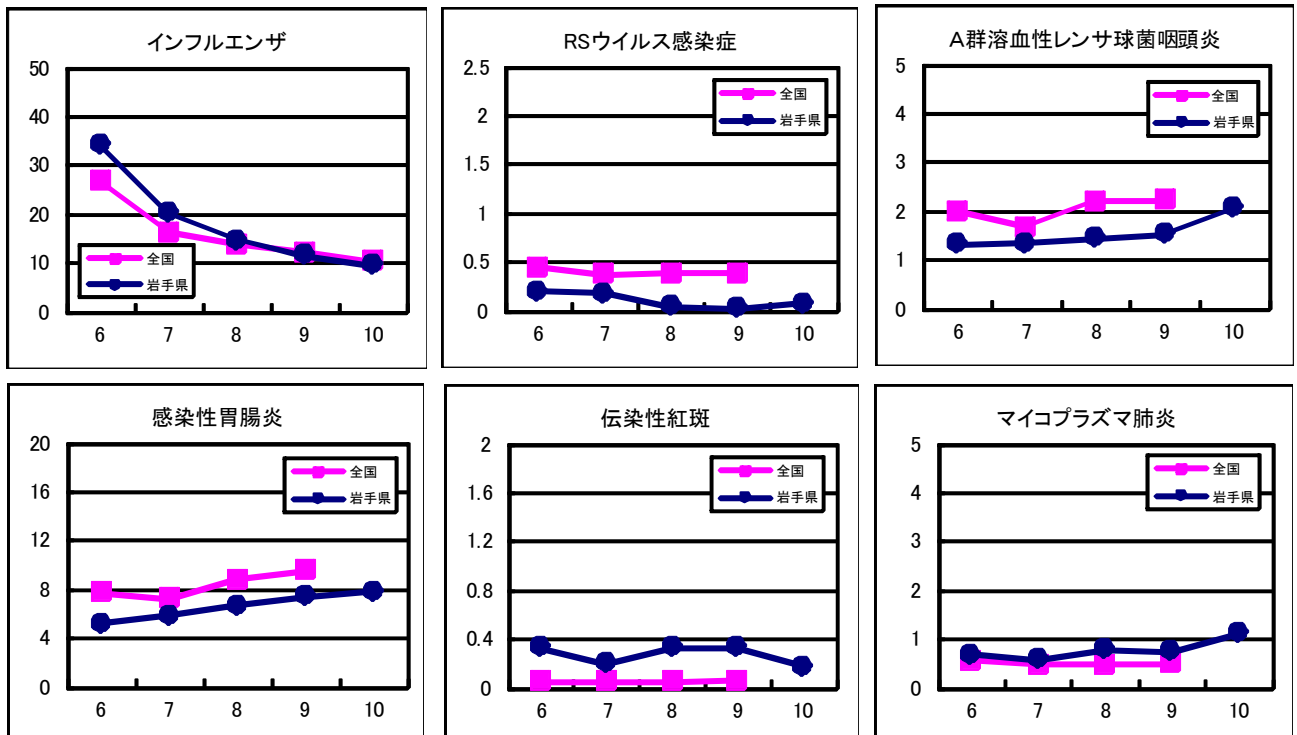 インフルエンザ
50
40
30
20
10
0
全国
岩手県
6 7 8 9 10
RSウイルス感染症
2.5
2
1.5
1
0.5
0
全国
岩手県
6 7 8 9 10
A群溶血性レンサ球菌咽頭炎
5
4
3
2
1
0
全国
岩手県
6 7 8 9 10
感染性胃腸炎
20
16
12
8
4
0
全国
岩手県
6 7 8 9 10
伝染性紅斑
2
1.6
1.2
0.8
0.4
0
全国
岩手県
6 7 8 9 10
マイコプラズマ肺炎
5
4
3
2
1
0
全国
岩手県
6 7 8 9 10